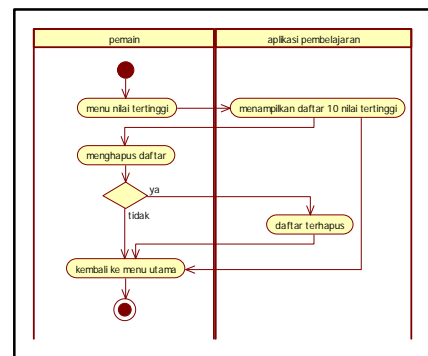 pemain
aplikasi pembelajaran
menu nilai tertinggi
menampilkan daftar 10 nilai tertinggi
menghapus daftar
ya
tidak
daftar terhapus
kembali ke menu utama